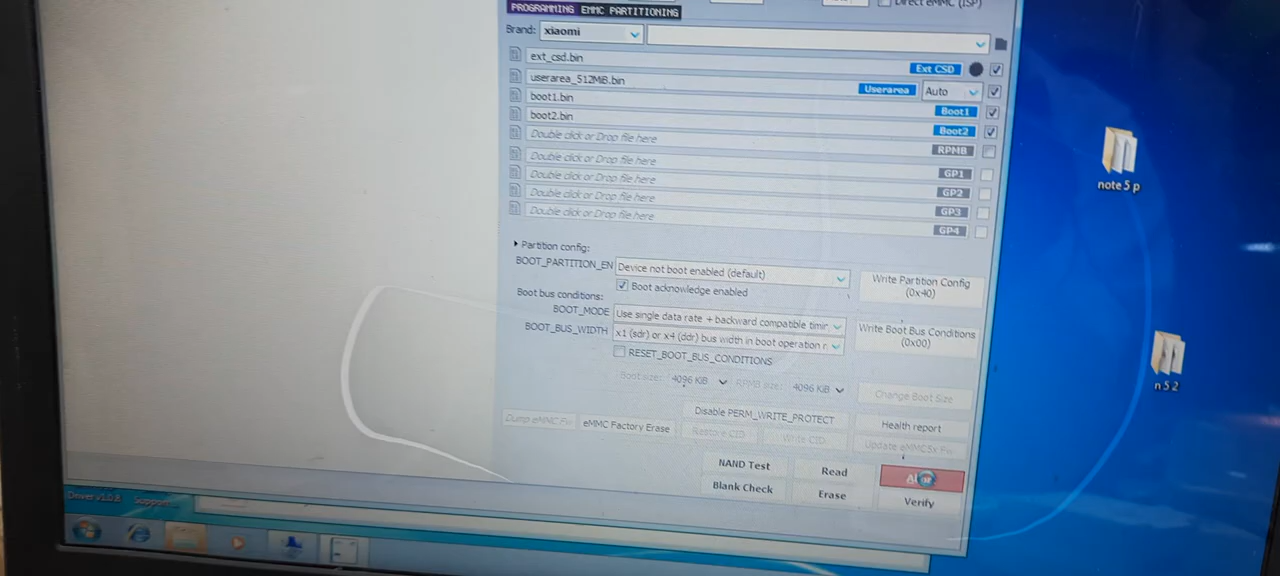 Direct eMMC (ISP)
PROGRAMMING EMMC PARTITIONING
Brand: xiaomi
ext_csd.bin Ext CSD
userarea_512MB.bin Userarea Auto
boot1.bin Boot1
boot2.bin Boot2
Double click or Drop file here RPMB
Double click or Drop file here GP1
Double click or Drop file here GP2
Double click or Drop file here GP3
Double click or Drop file here GP4
Partition config:
BOOT_PARTITION_EN Device not boot enabled (default) Write Partition Config
(0x40)
Boot acknowledge enabled
Boot bus conditions:
BOOT_MODE Use single data rate + backward compatible timir Write Boot Bus Conditions
(0x00)
BOOT_BUS_WIDTH x1 (sdr) or x4 (ddr) bus width in boot operation r
RESET_BOOT_BUS_CONDITIONS
Boot size: 4096 KiB RPMB size: 4096 KiB Change Boot Size
Disable PERM_WRITE_PROTECT Health report
Dump eMMC Fw eMMC Factory Erase Restore CID Write CID Update eMMC5x Fw
NAND Test Read
Blank Check Erase Verify
Driver v1.0.8 Support
note 5 p
n 5 2